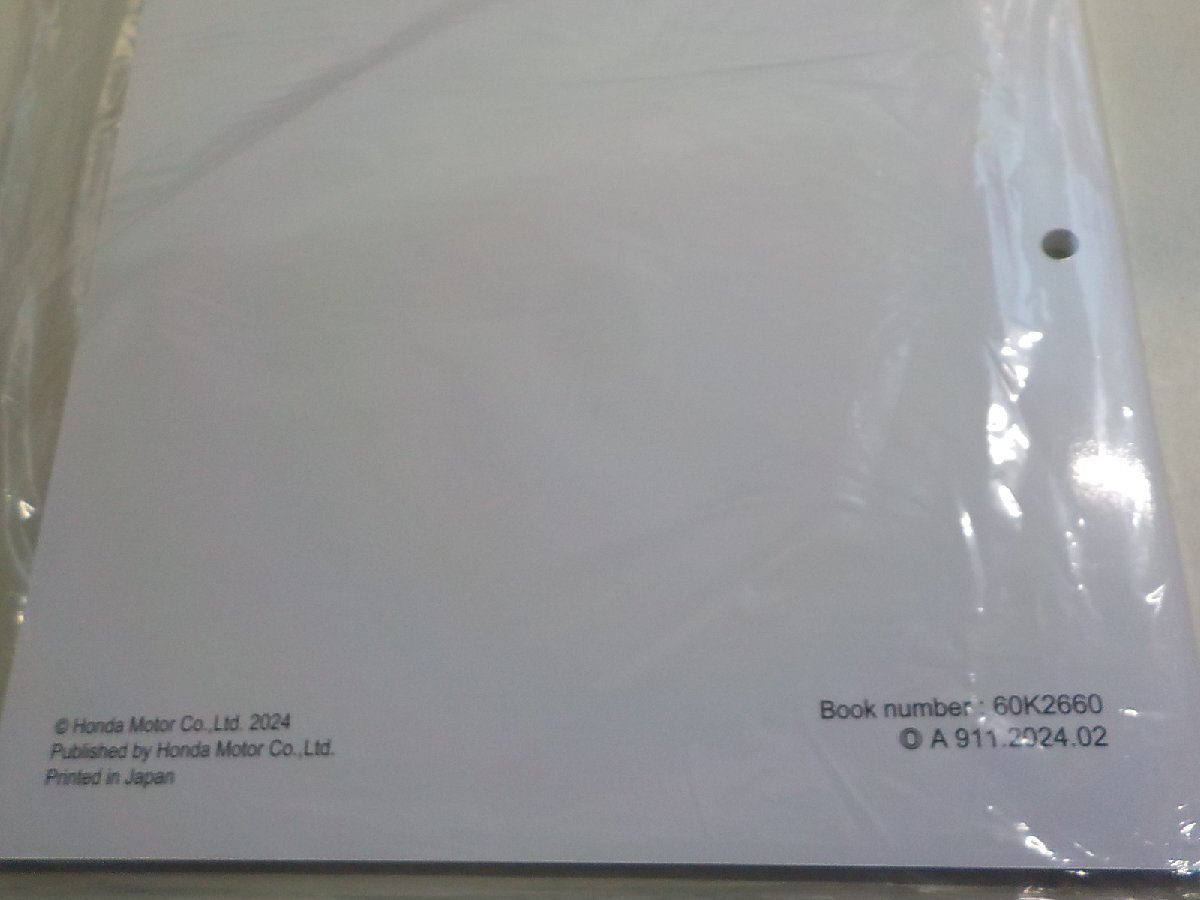 © Honda Motor Co.,Ltd. 2024
Published by Honda Motor Co.,Ltd.
Printed in Japan
Book number : 60K2660
Ⓞ A 911.2024.02